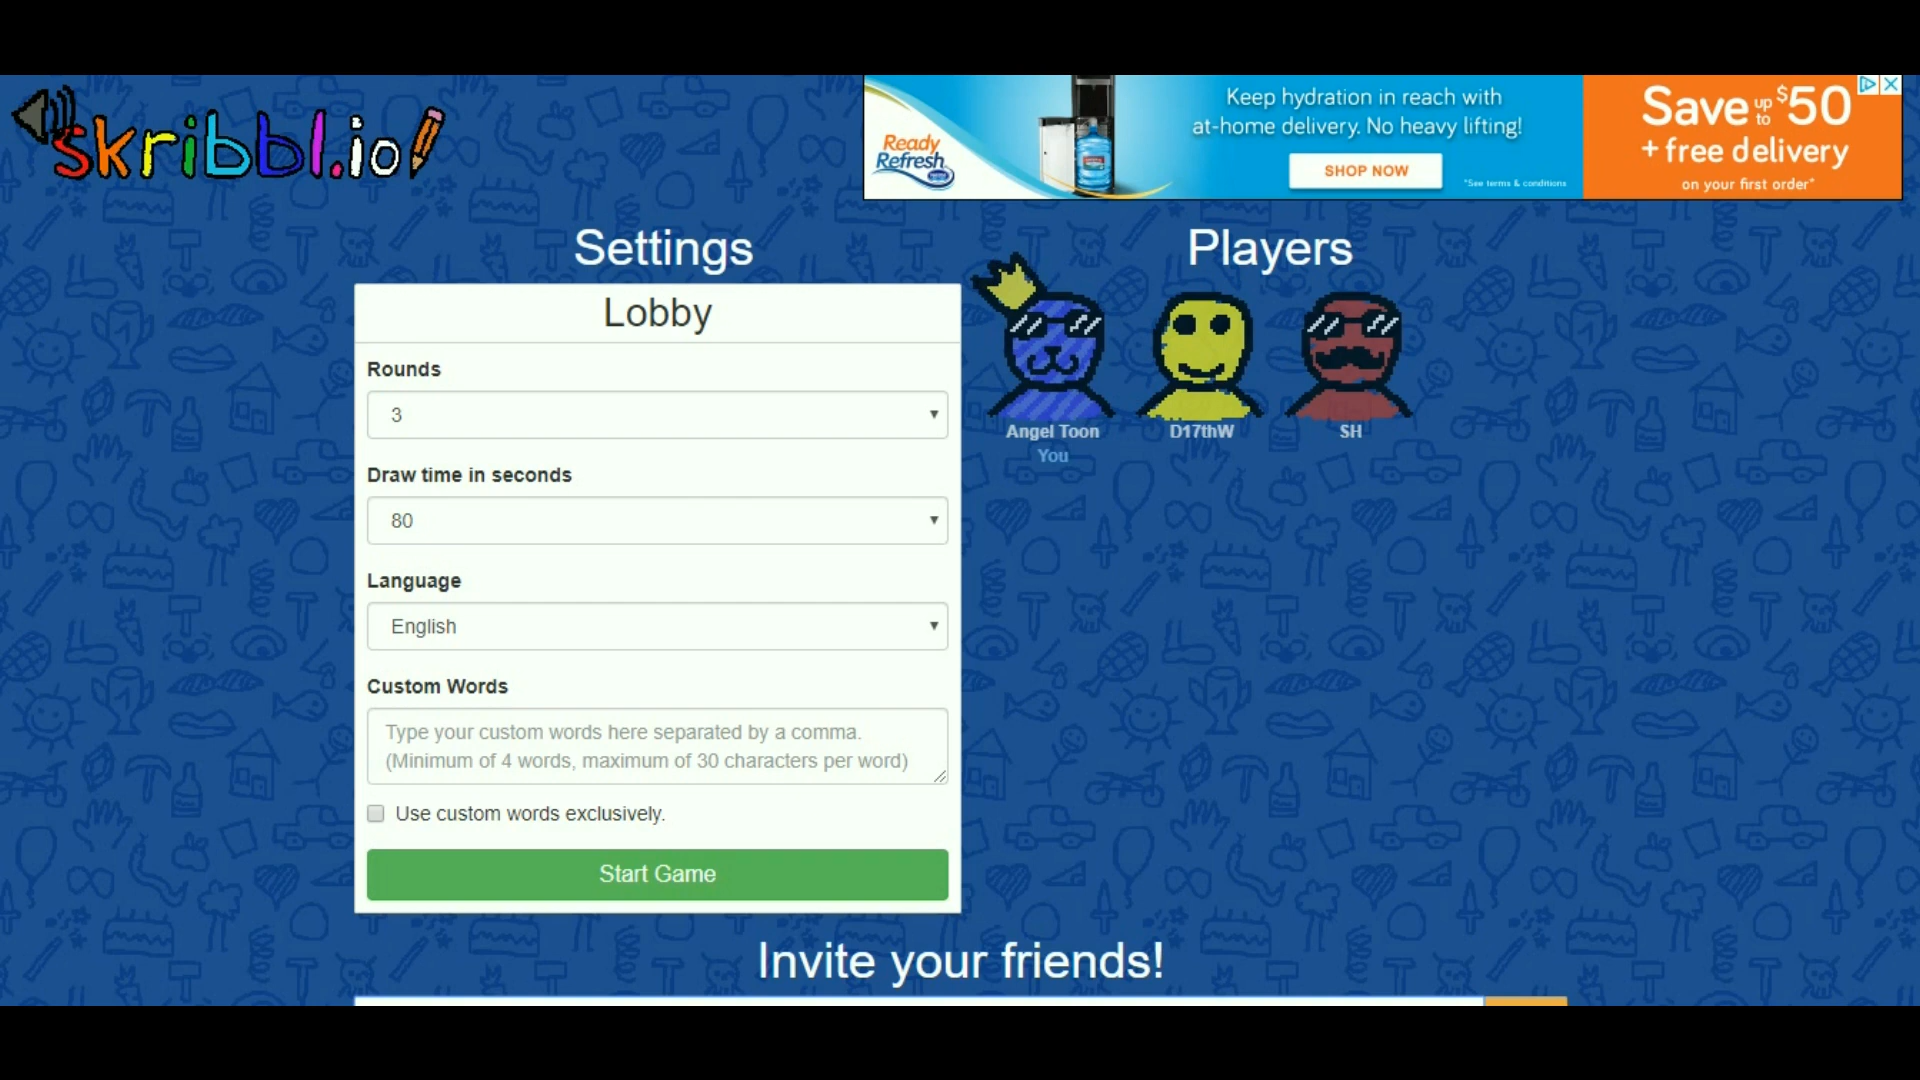 skribbl.io
Ready
Refresh
Keep hydration in reach with
at-home delivery. No heavy lifting!
SHOP NOW
*See terms & conditions
Save up to $50
+ free delivery
on your first order*
Settings
Players
Lobby
Rounds
3
Draw time in seconds
80
Language
English
Custom Words
Type your custom words here separated by a comma.
(Minimum of 4 words, maximum of 30 characters per word)
Use custom words exclusively.
Start Game
Angel Toon
You
D17thW
SH
Invite your friends!